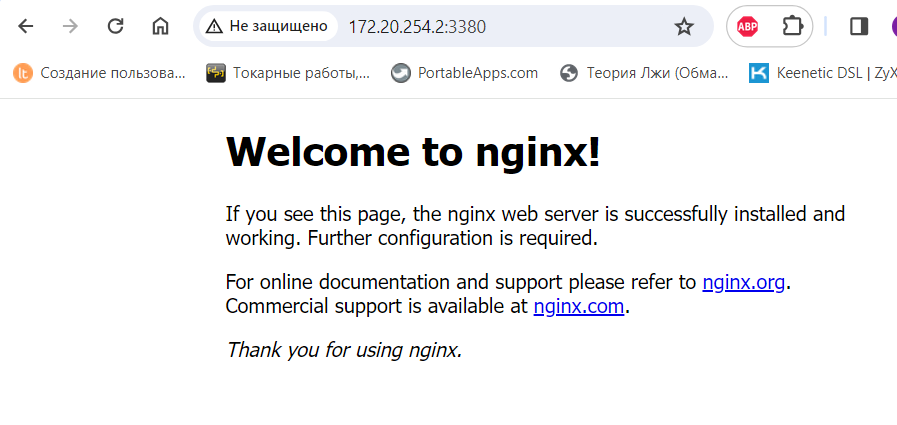 Не защищено 172.20.254.2:3380
ABP
lt Создание пользова... Токарные работы,... PortableApps.com Теория Лжи (Обма... Keenetic DSL | ZyX
Welcome to nginx!
If you see this page, the nginx web server is successfully installed and
working. Further configuration is required.
For online documentation and support please refer to nginx.org.
Commercial support is available at nginx.com.
Thank you for using nginx.